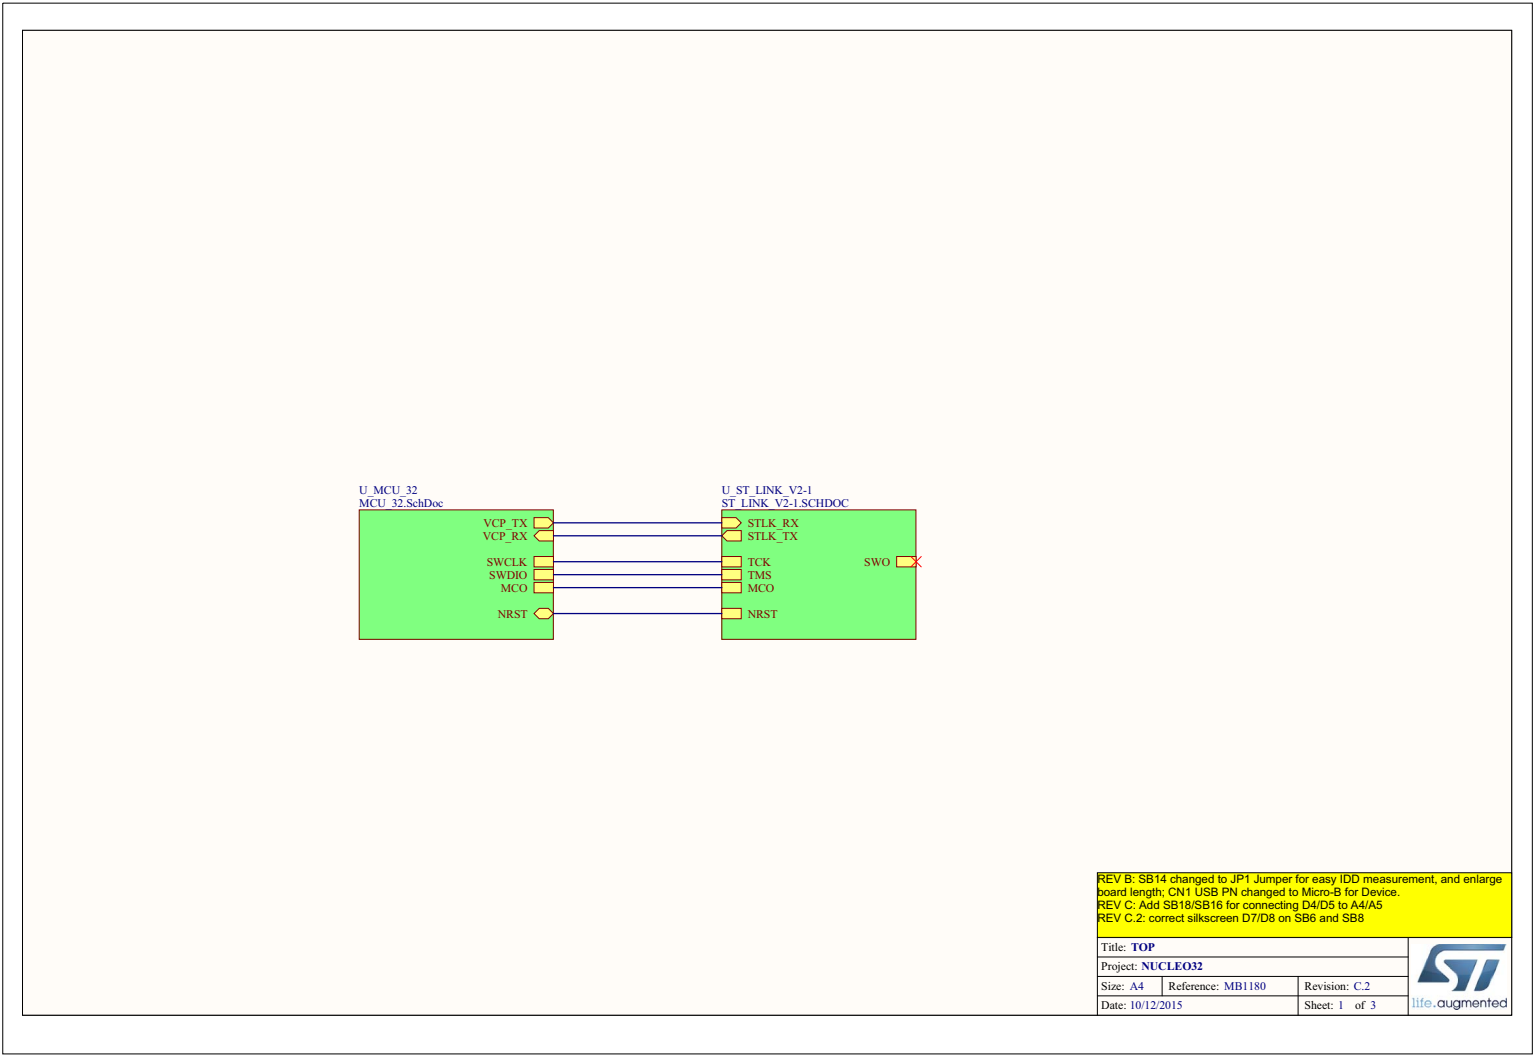 U_MCU_32
MCU_32.SchDoc
VCP_TX
VCP_RX
SWCLK
SWDIO
MCO
NRST
U_ST_LINK_V2-1
ST_LINK_V2-1.SCHDOC
STLK_RX
STLK_TX
TCK
TMS
MCO
NRST
SWO
REV B: SB14 changed to JP1 Jumper for easy IDD measurement, and enlarge
board length; CN1 USB PN changed to Micro-B for Device.
REV C: Add SB18/SB16 for connecting D4/D5 to A4/A5
REV C.2: correct silkscreen D7/D8 on SB6 and SB8
Title: TOP
Project: NUCLEO32
Size: A4 Reference: MB1180 Revision: C.2
Date: 10/12/2015 Sheet: 1 of 3
ST
life.augmented